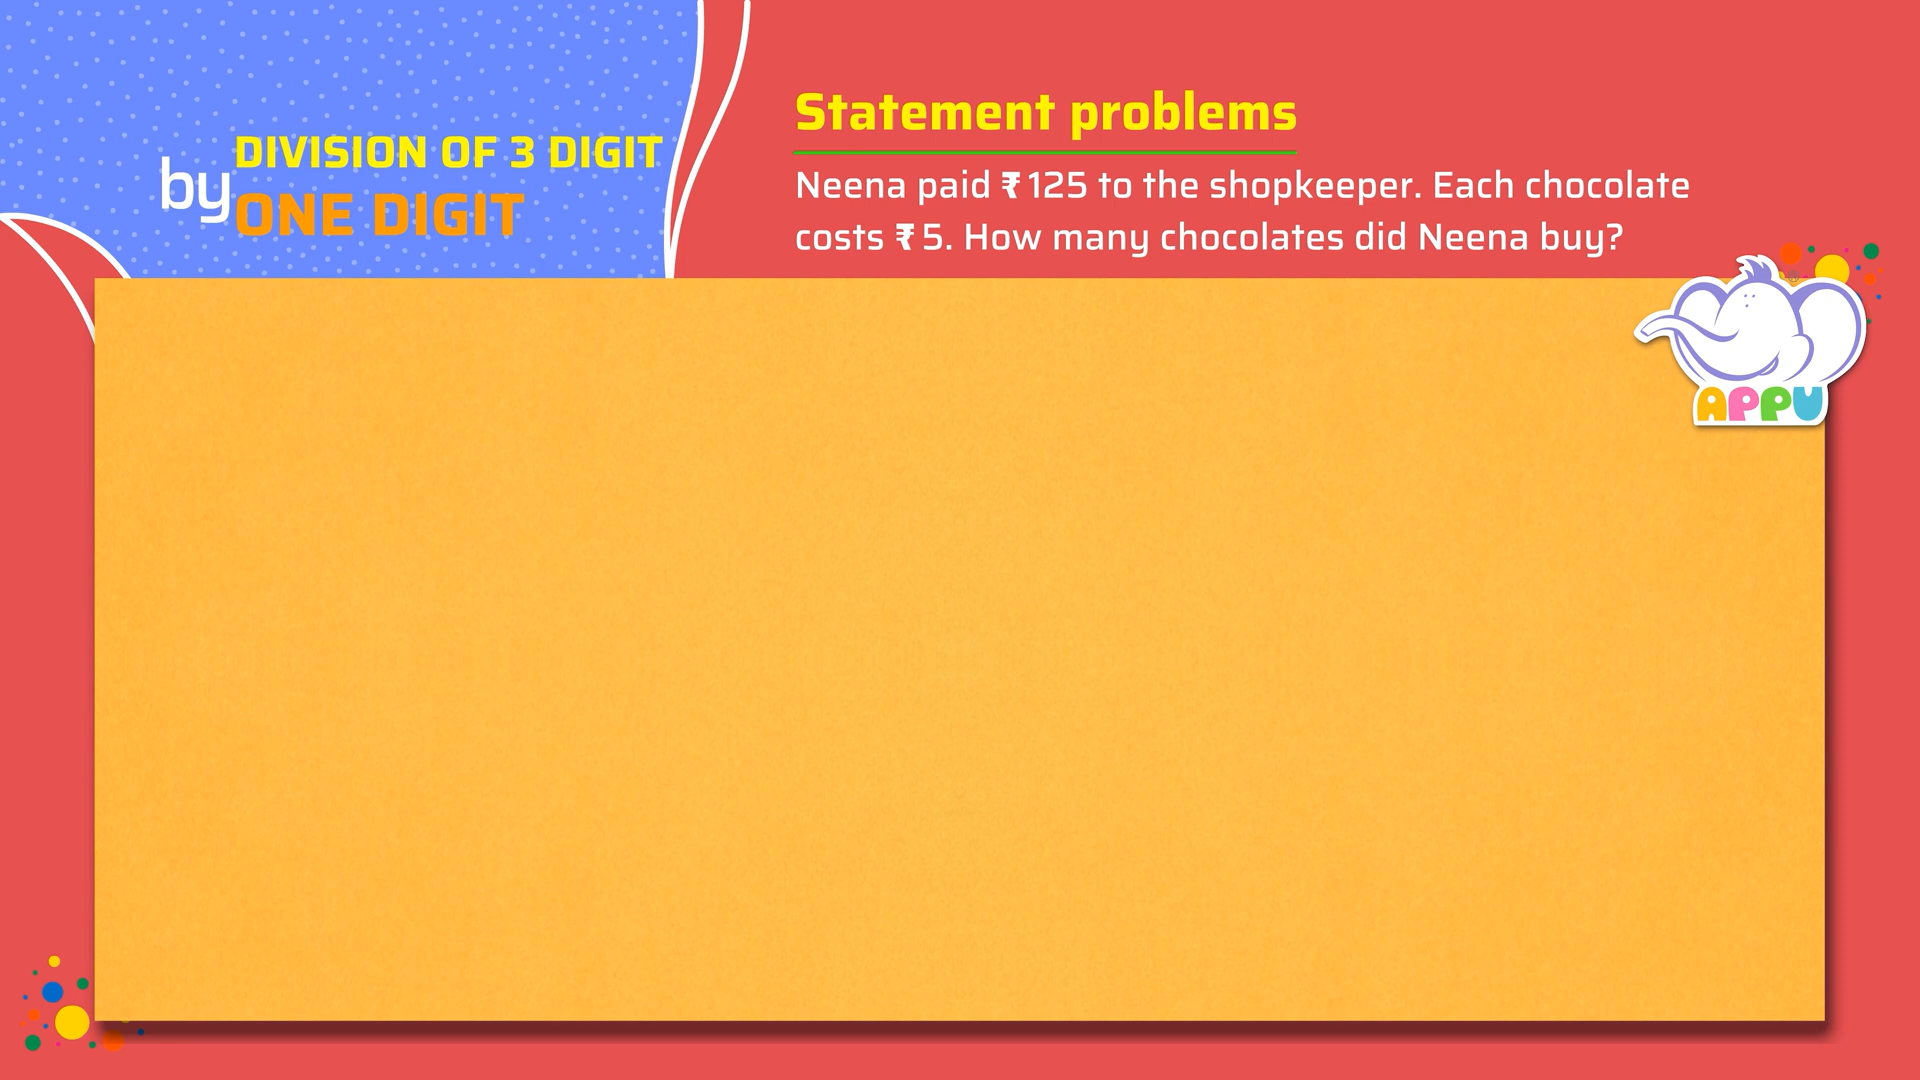 DIVISION OF 3 DIGIT
by ONE DIGIT
Statement problems
Neena paid ₹125 to the shopkeeper. Each chocolate
costs ₹5. How many chocolates did Neena buy?
APPU